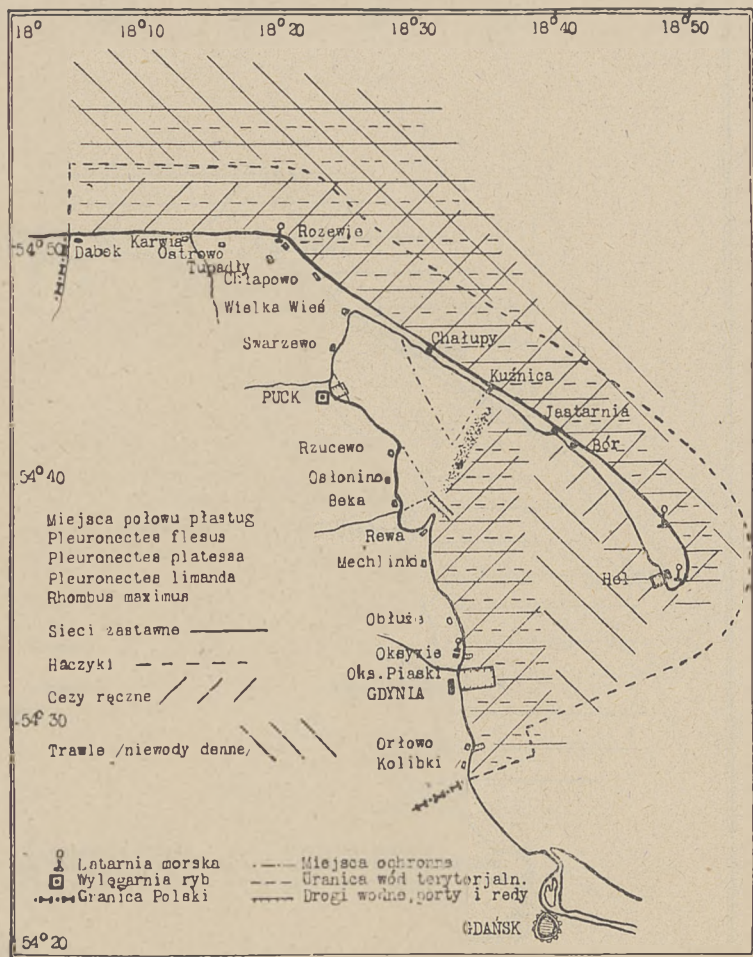 18° 18°10 18°20 18°30 18°40 18°50
54°50
Rozewie
Karwia
Dąbek
Ostrowo
Tupadły
Chłapowo
Wielka Wieś
Swarzewo
Chałupy
Kuźnica
PUCK
Jastarnia
Bór
Rzucewo
54°40
Osłonino
Beka
Miejsca połowu płastug
Pleuronectes flesus
Pleuronectes platessa
Pleuronectes limanda
Rhombus maximus
Rewa
Mechlinki
Hel
Sieci zastawne
Obłuże
Haczyki
Oksywie
Oks.Piaski
Cezy ręczne
GDYNIA
54°30
Trawle /niewody denne/
Orłowo
Kolibki
Latarnia morska
Wylęgarnia ryb
Granica Polski
Miejsca ochronne
Granica wód terytorjaln.
Drogi wodne, porty i redy
GDAŃSK
54°20